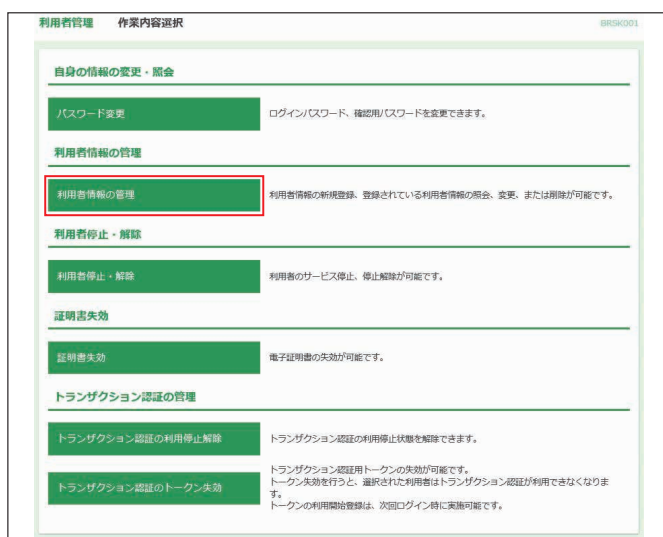 利用者管理　作業内容選択　BRSK001
自身の情報の変更・照会
パスワード変更　ログインパスワード、確認用パスワードを変更できます。
利用者情報の管理
利用者情報の管理　利用者情報の新規登録、登録されている利用者情報の照会、変更、または削除が可能です。
利用者停止・解除
利用者停止・解除　利用者のサービス停止、停止解除が可能です。
証明書失効
証明書失効　電子証明書の失効が可能です。
トランザクション認証の管理
トランザクション認証の利用停止解除　トランザクション認証の利用停止状態を解除できます。
トランザクション認証のトークン失効　トランザクション認証用トークンの失効が可能です。
トークン失効を行うと、選択された利用者はトランザクション認証が利用できなくなりま
す。
トークンの利用開始登録は、次回ログイン時に実施可能です。